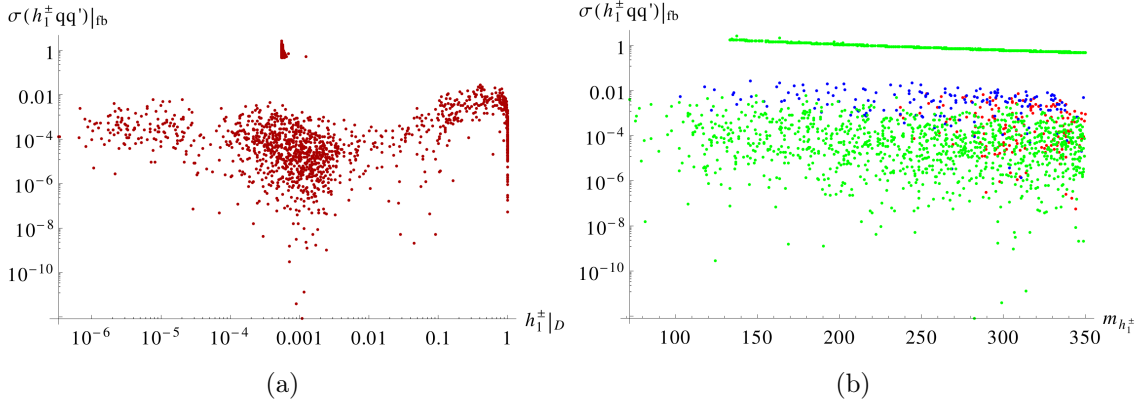 σ(h₁^± qq')|_fb
1
0.01
10⁻⁴
10⁻⁶
10⁻⁸
10⁻¹⁰
10⁻⁶ 10⁻⁴ 0.001 0.01 0.1 1
h₁^±|_D
(a)
σ(h₁^± qq')|_fb
1
0.01
10⁻⁴
10⁻⁶
10⁻⁸
10⁻¹⁰
100 150 200 250 300 350
m_{h₁^±}
(b)